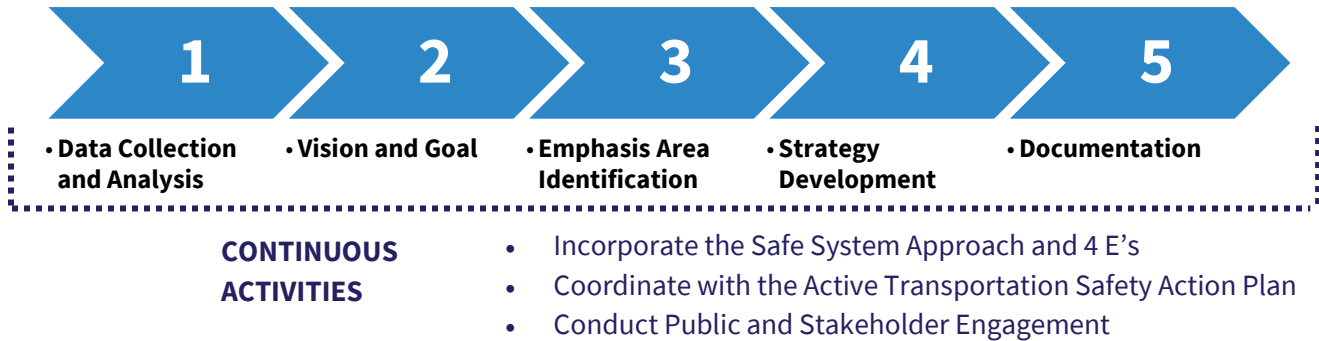 1
2
3
4
5
• Data Collection
and Analysis
• Vision and Goal
• Emphasis Area
Identification
• Strategy
Development
• Documentation
CONTINUOUS
ACTIVITIES
• Incorporate the Safe System Approach and 4 E’s
• Coordinate with the Active Transportation Safety Action Plan
• Conduct Public and Stakeholder Engagement